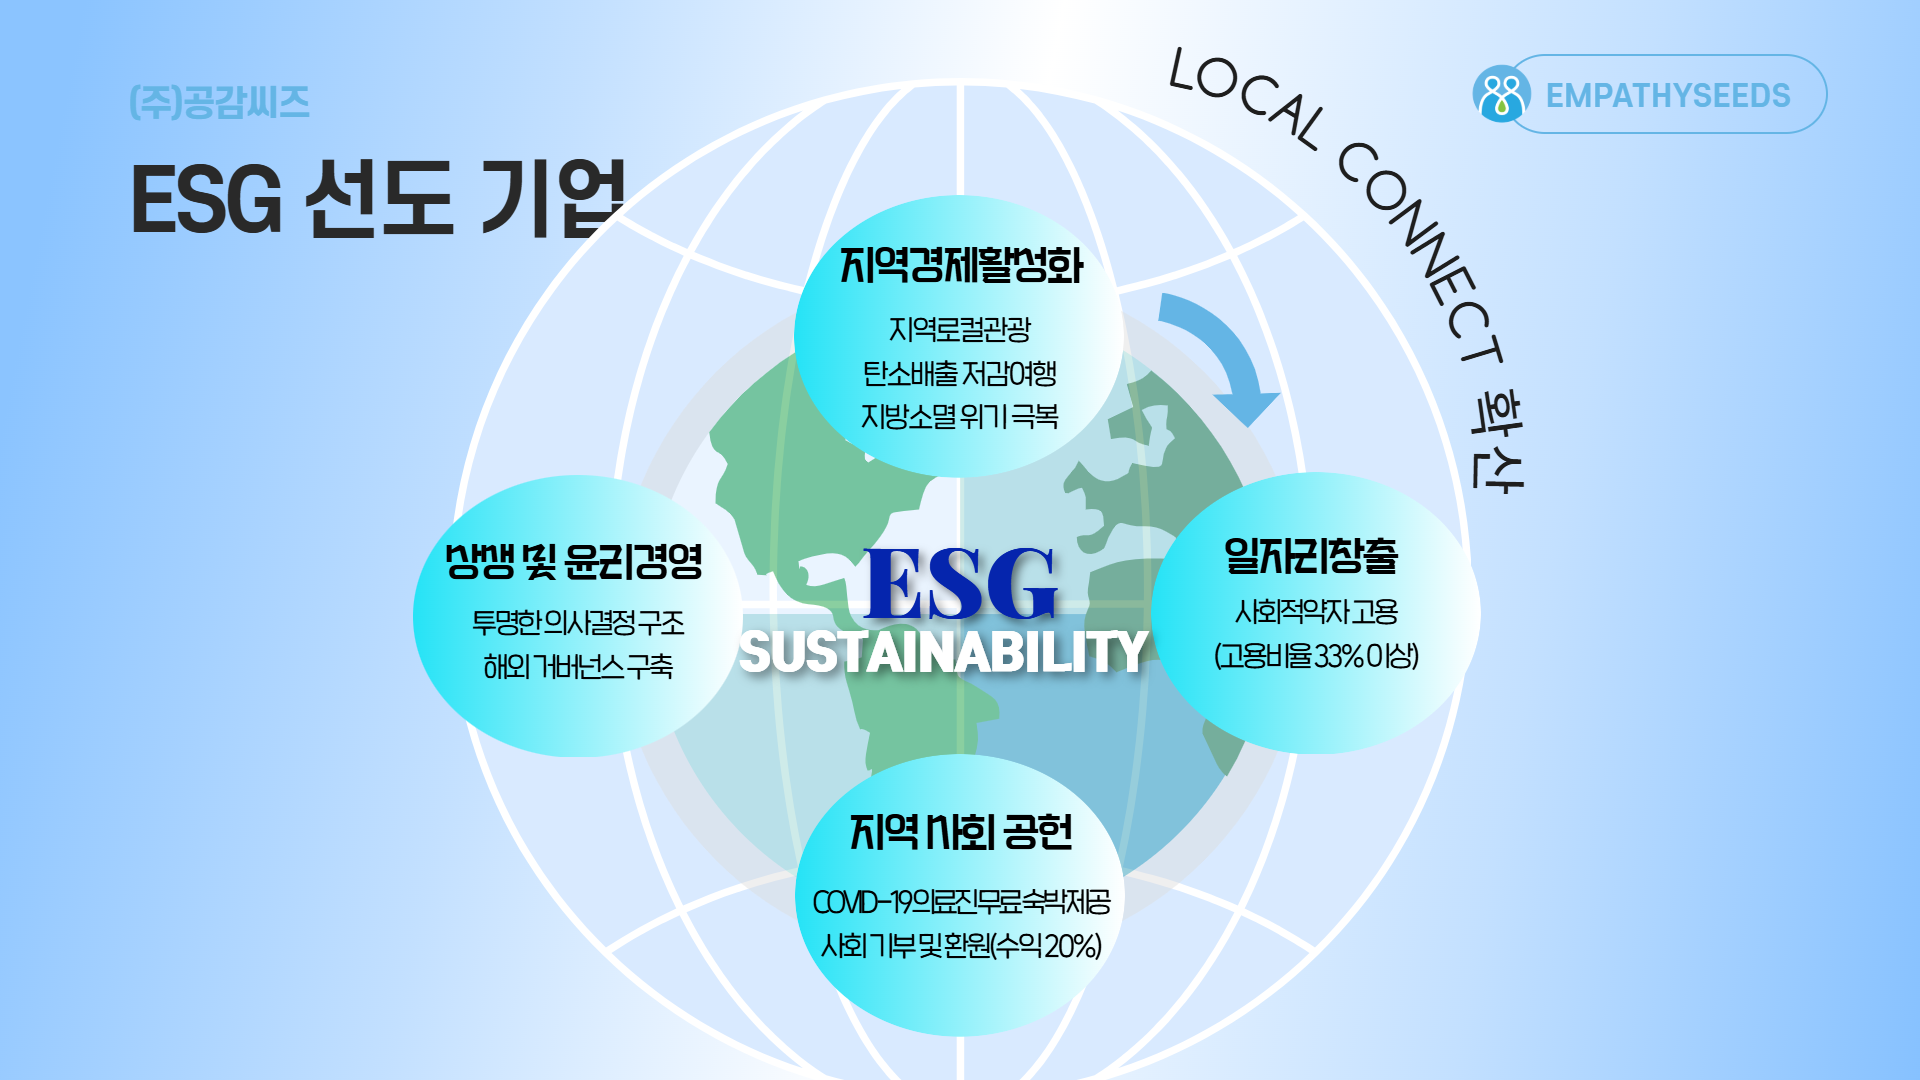 (주)공감씨즈
EMPATHYSEEDS
ESG 선도 기업
LOCAL CONNECT 확산
지역경제활성화
지역로컬관광
탄소배출 저감여행
지방소멸 위기 극복
상생 및 윤리경영
투명한 의사결정 구조
해외 거버넌스 구축
ESG
SUSTAINABILITY
일자리창출
사회적약자 고용
(고용비율 33% 이상)
지역 사회 공헌
COVID-19의료진무료숙박제공
사회 기부 및 환원(수익 20%)